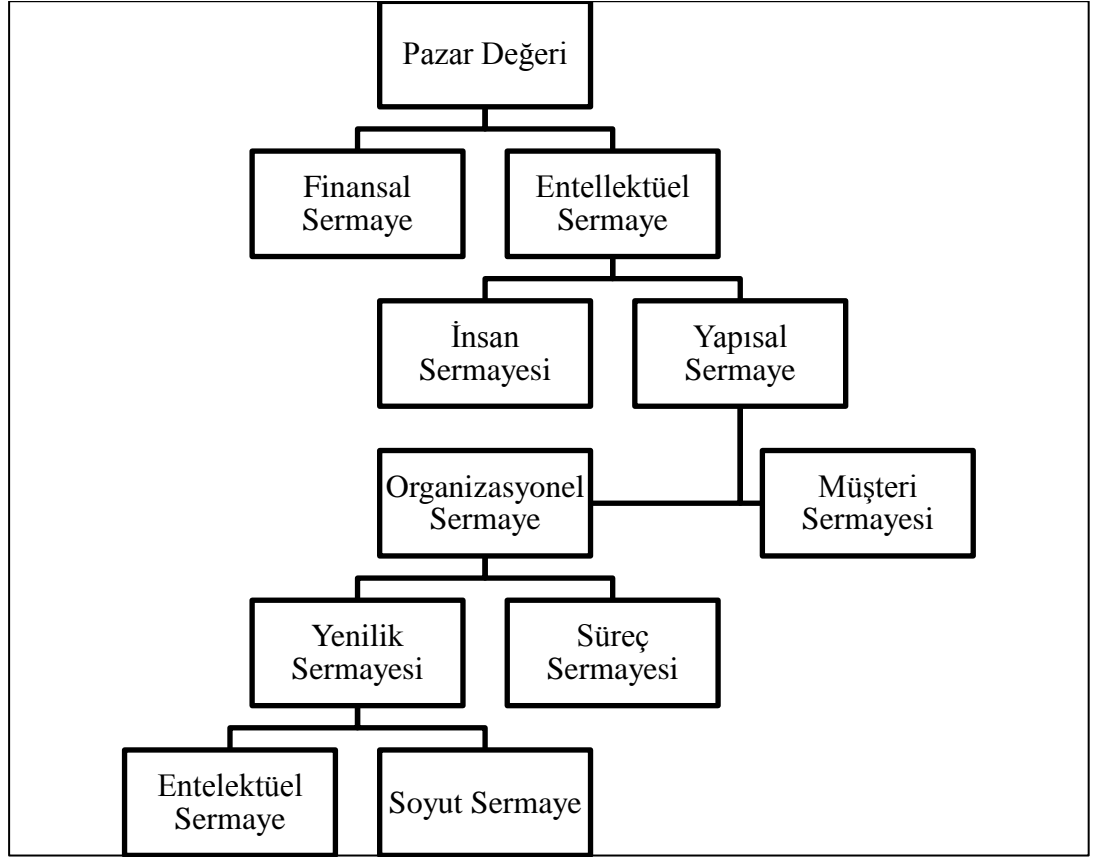 Pazar Değeri
Finansal
Sermaye
Entellektüel
Sermaye
İnsan
Sermayesi
Yapısal
Sermaye
Organizasyonel
Sermaye
Müşteri
Sermayesi
Yenilik
Sermayesi
Süreç
Sermayesi
Entelektüel
Sermaye
Soyut Sermaye